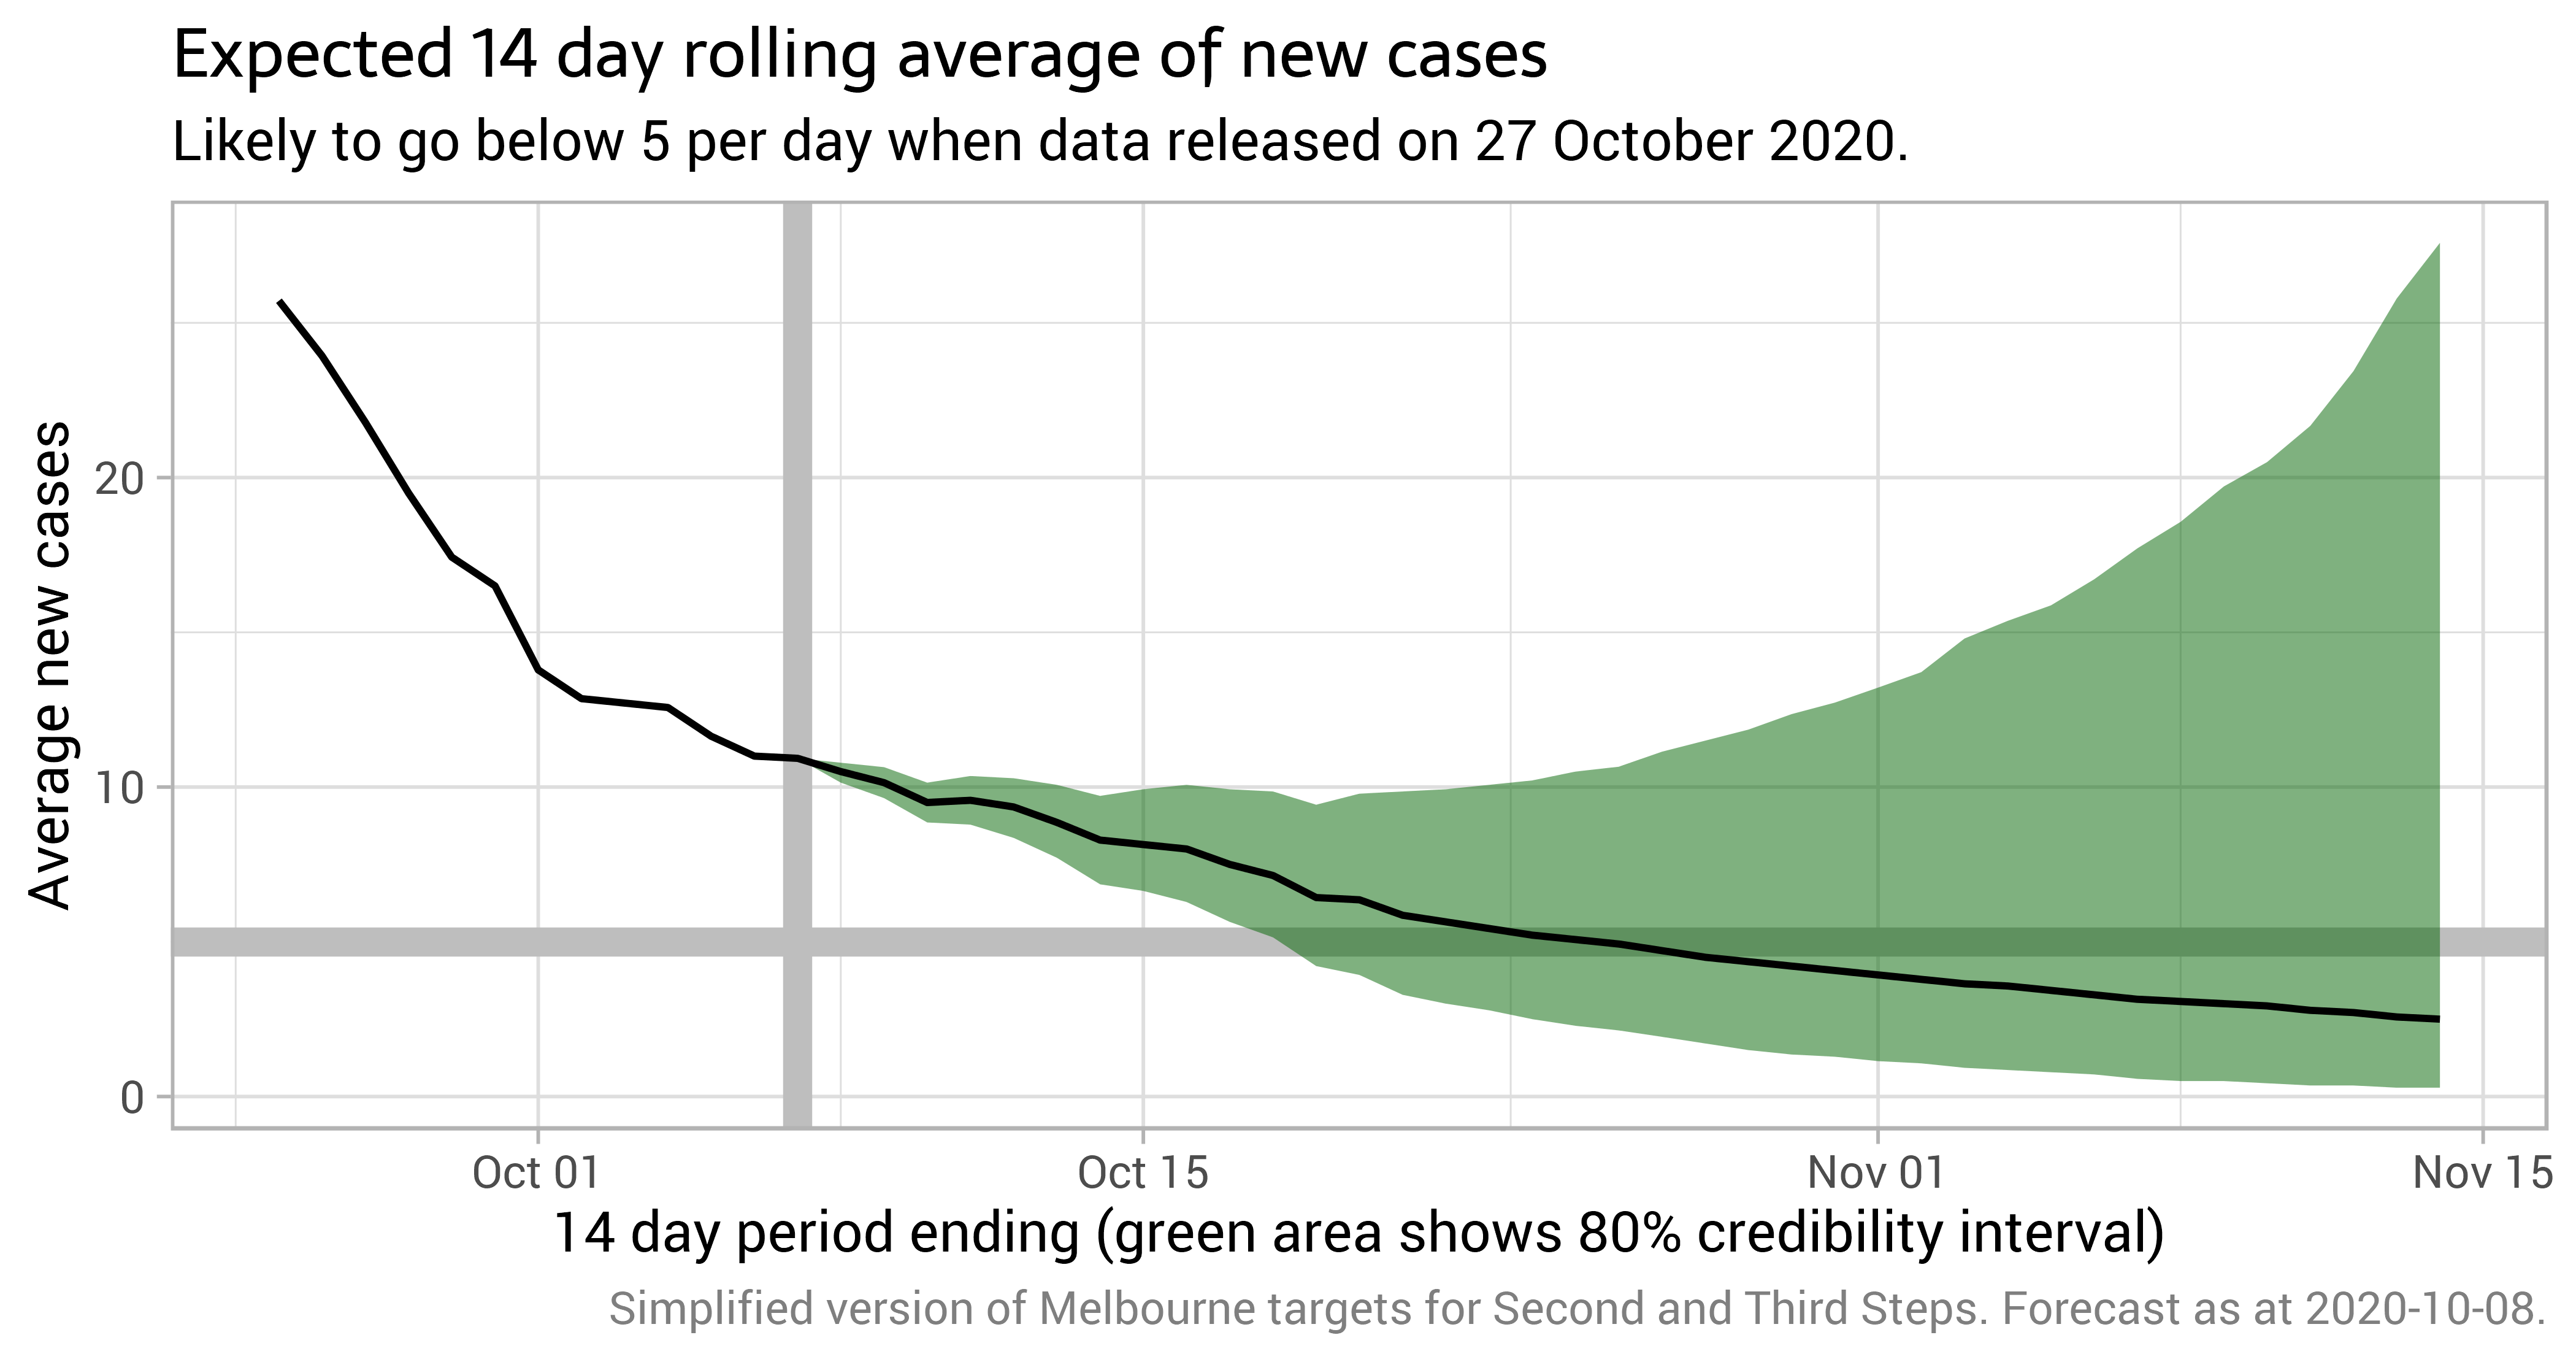 Expected 14 day rolling average of new cases
Likely to go below 5 per day when data released on 27 October 2020.
Average new cases
20
10
0
Oct 01
Oct 15
Nov 01
Nov 15
14 day period ending (green area shows 80% credibility interval)
Simplified version of Melbourne targets for Second and Third Steps. Forecast as at 2020-10-08.